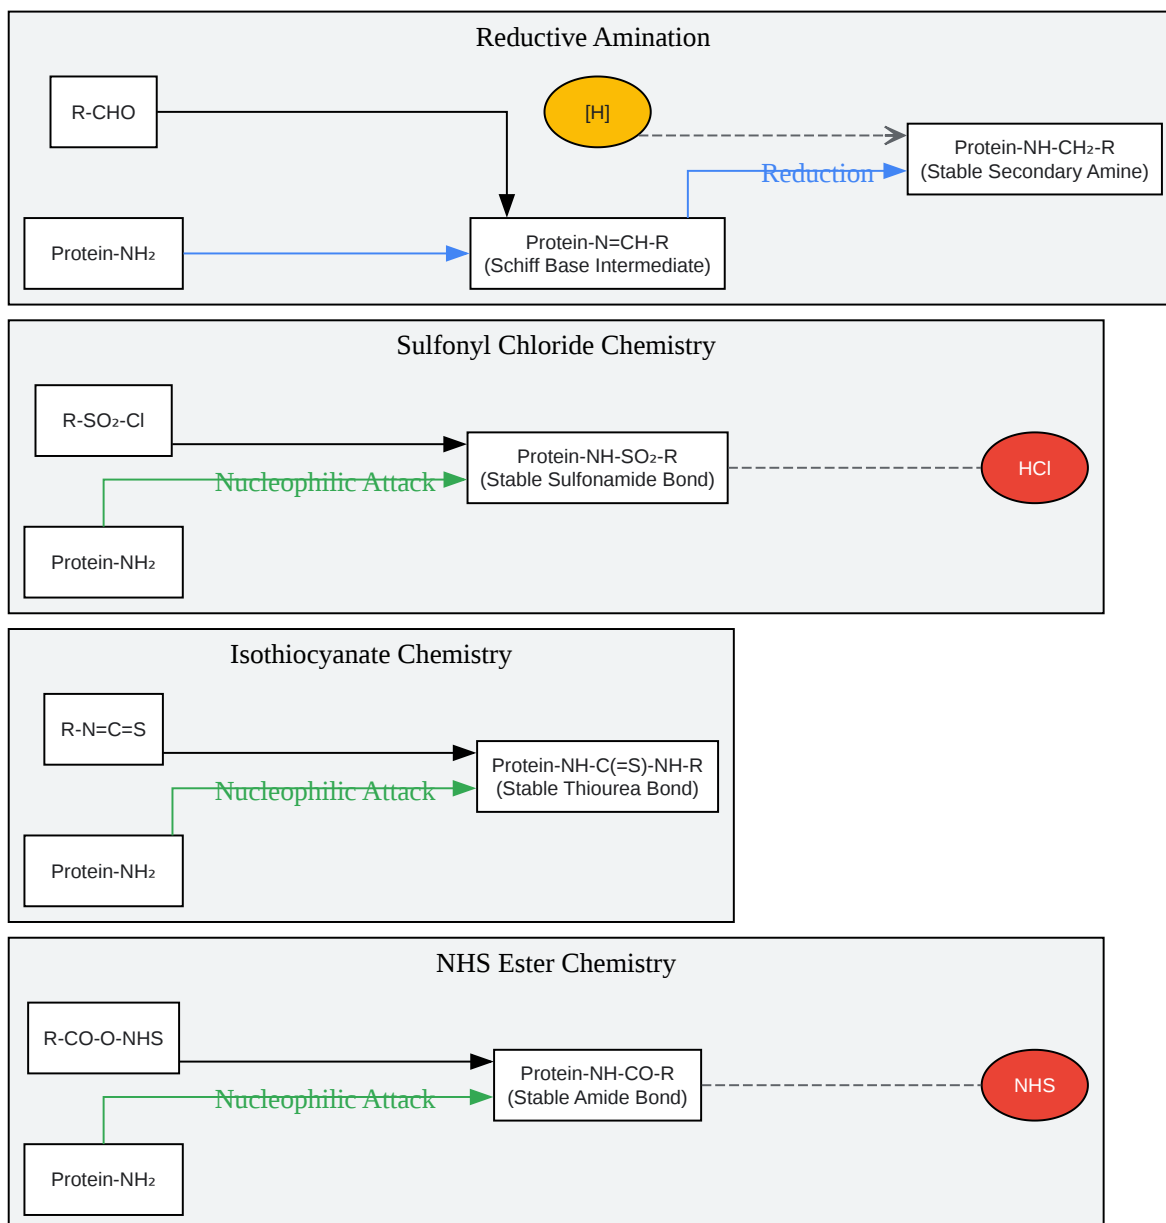 Reductive Amination
R-CHO
[H]
Protein-NH-CH₂-R
(Stable Secondary Amine)
Reduction
Protein-NH₂
Protein-N=CH-R
(Schiff Base Intermediate)
Sulfonyl Chloride Chemistry
R-SO₂-Cl
Protein-NH-SO₂-R
(Stable Sulfonamide Bond)
HCl
Nucleophilic Attack
Protein-NH₂
Isothiocyanate Chemistry
R-N=C=S
Protein-NH-C(=S)-NH-R
(Stable Thiourea Bond)
Nucleophilic Attack
Protein-NH₂
NHS Ester Chemistry
R-CO-O-NHS
Protein-NH-CO-R
(Stable Amide Bond)
NHS
Nucleophilic Attack
Protein-NH₂